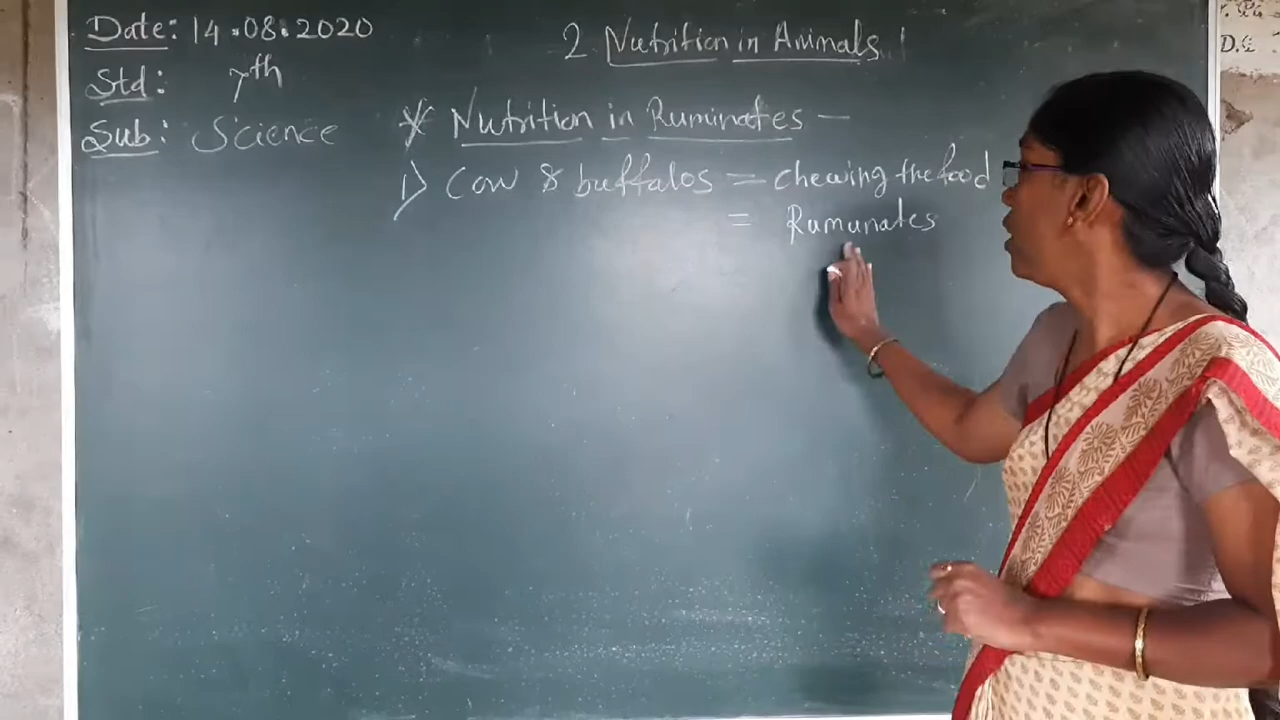 Date: 14.08.2020
Std: 7th
Sub: Science
2 Nutrition in Animals
* Nutrition in Ruminates —
1) Cow & buffalos = chewing the food
= Rumunates
D.C :